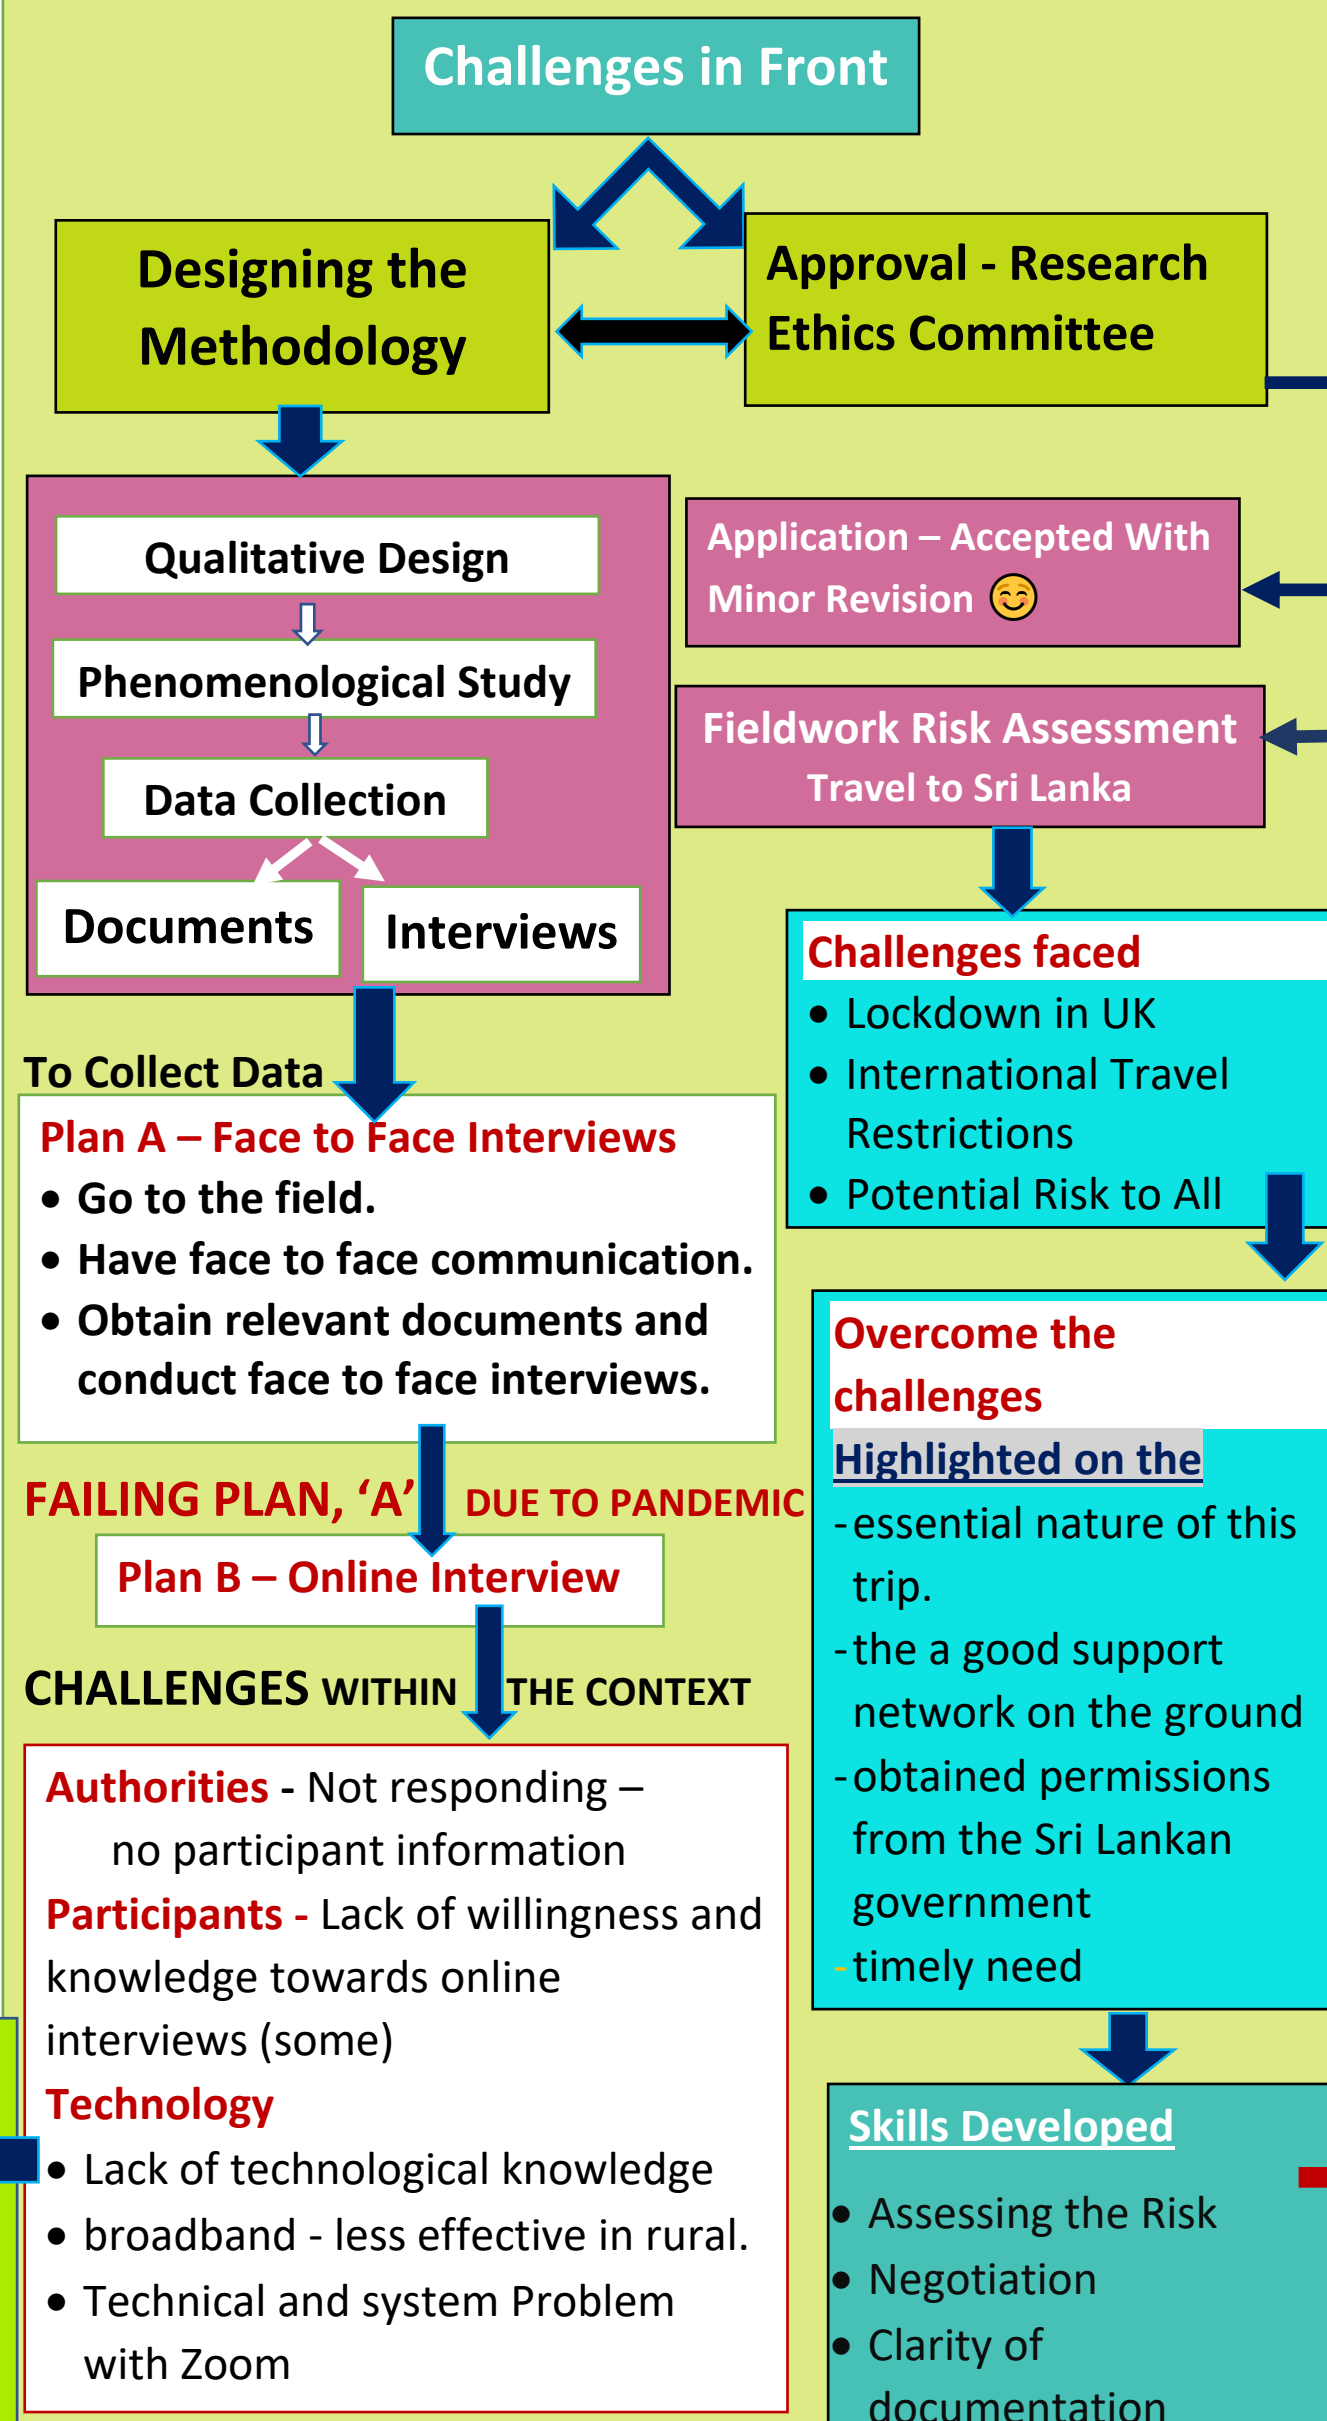 Challenges in Front
Designing the
Methodology
Approval - Research
Ethics Committee
Qualitative Design
Phenomenological Study
Data Collection
Documents
Interviews
Application – Accepted With
Minor Revision 😊
Fieldwork Risk Assessment
Travel to Sri Lanka
To Collect Data
Plan A – Face to Face Interviews
• Go to the field.
• Have face to face communication.
• Obtain relevant documents and
conduct face to face interviews.
FAILING PLAN, ‘A’ DUE TO PANDEMIC
Plan B – Online Interview
CHALLENGES WITHIN THE CONTEXT
Authorities - Not responding –
no participant information
Participants - Lack of willingness and
knowledge towards online
interviews (some)
Technology
• Lack of technological knowledge
• broadband - less effective in rural.
• Technical and system Problem
with Zoom
Challenges faced
• Lockdown in UK
• International Travel
Restrictions
• Potential Risk to All
Overcome the
challenges
Highlighted on the
- essential nature of this
trip.
- the a good support
network on the ground
- obtained permissions
from the Sri Lankan
government
- timely need
Skills Developed
• Assessing the Risk
• Negotiation
• Clarity of
documentation